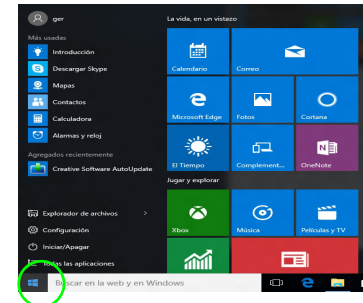 ger
Más usadas
Introducción
Descargar Skype
Mapas
Contactos
Calculadora
Alarmas y reloj
Agregados recientemente
Creative Software AutoUpdate
Explorador de archivos
Configuración
Iniciar/Apagar
Todas las aplicaciones
Buscar en la web y en Windows
La vida, en un vistazo
Calendario
Correo
Microsoft Edge
Fotos
Cortana
El Tiempo
Complement...
OneNote
Jugar y explorar
Xbox
Música
Películas y TV